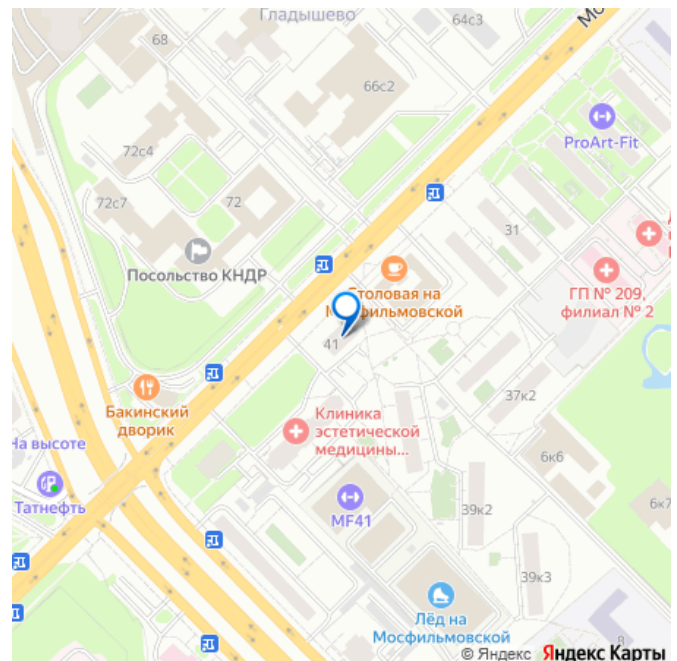 Гладышево
64с3
Мо
68
66с2
ProArt-Fit
72с4
72с7
72
31
Посольство КНДР
ГП № 209,
филиал № 2
Столовая на
Мосфильмовской
41
37к2
Бакинский
дворик
Клиника
эстетической
медицины...
На высоте
6к6
Татнефть
6к7
MF41
39к2
39к3
Лёд на
Мосфильмовской
8
© Яндекс Яндекс Карты